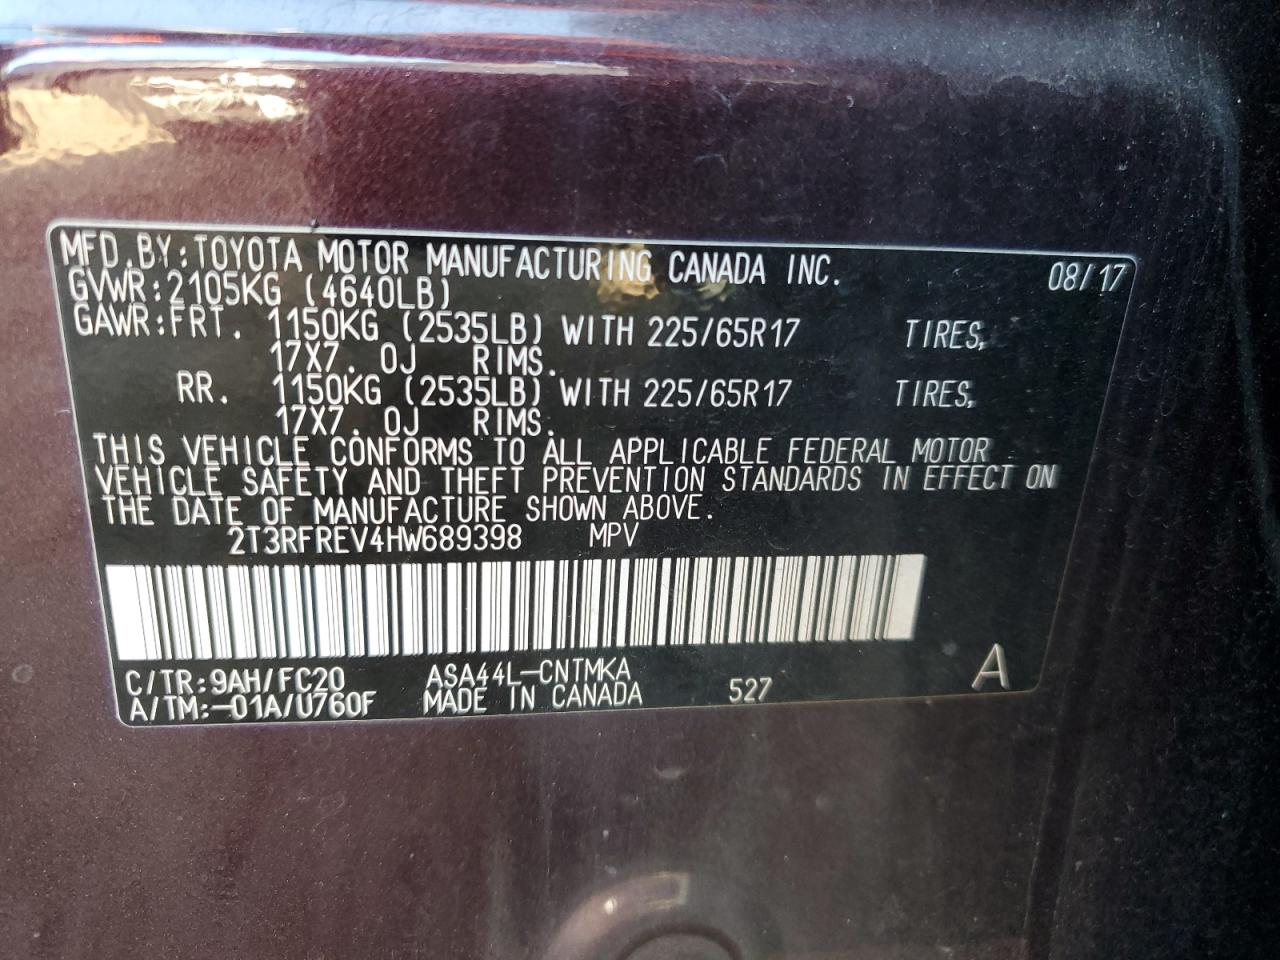 MFD. BY: TOYOTA MOTOR MANUFACTURING CANADA INC. 08/17
GVWR: 2105KG (4640LB)
GAWR: FRT. 1150KG (2535LB) WITH 225/65R17 TIRES,
17X7. 0J RIMS.
RR. 1150KG (2535LB) WITH 225/65R17 TIRES,
17X7. 0J RIMS.
THIS VEHICLE CONFORMS TO ALL APPLICABLE FEDERAL MOTOR
VEHICLE SAFETY AND THEFT PREVENTION STANDARDS IN EFFECT ON
THE DATE OF MANUFACTURE SHOWN ABOVE.
2T3RFREV4HW689398 MPV
C/TR: 9AH/FC20 ASA44L-CNTMKA A
A/TM: -01A/U760F MADE IN CANADA 527